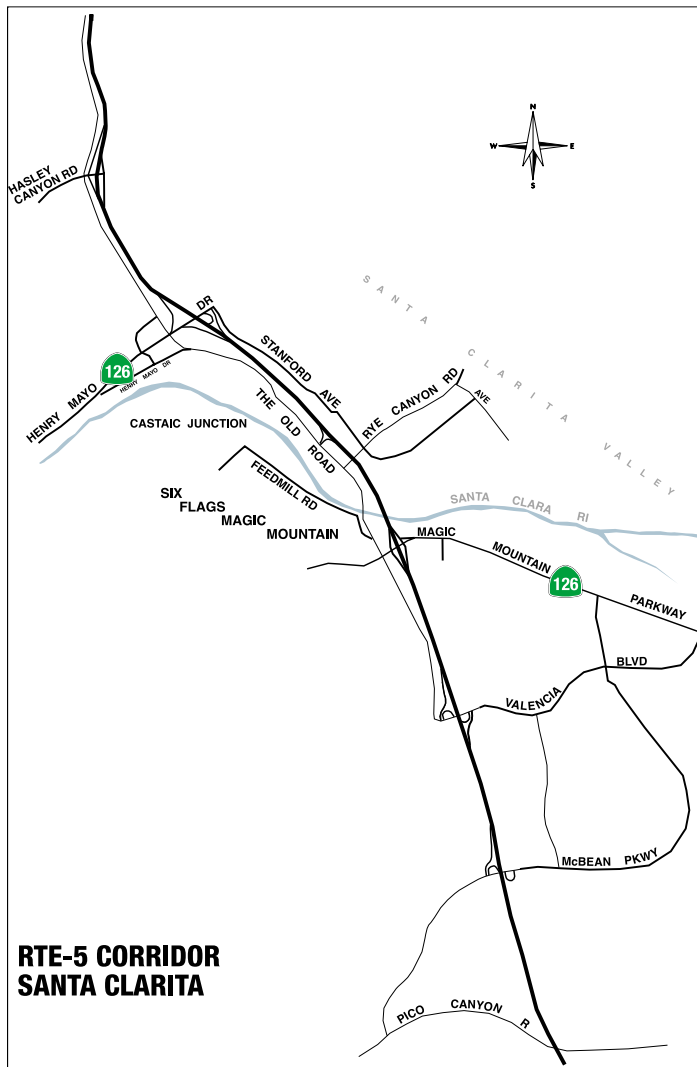 N
W E
S
HASLEY
CANYON RD
SANTA CLARITA VALLEY
DR
STANFORD AVE
126
HENRY MAYO
HENRY MAYO DR
THE OLD ROAD
RYE CANYON RD
AVE
CASTAIC JUNCTION
FEEDMILL RD
SIX
FLAGS
MAGIC
MOUNTAIN
SANTA CLARA RI
MAGIC
MOUNTAIN
126
PARKWAY
BLVD
VALENCIA
McBEAN PKWY
RTE-5 CORRIDOR
SANTA CLARITA
PICO CANYON R